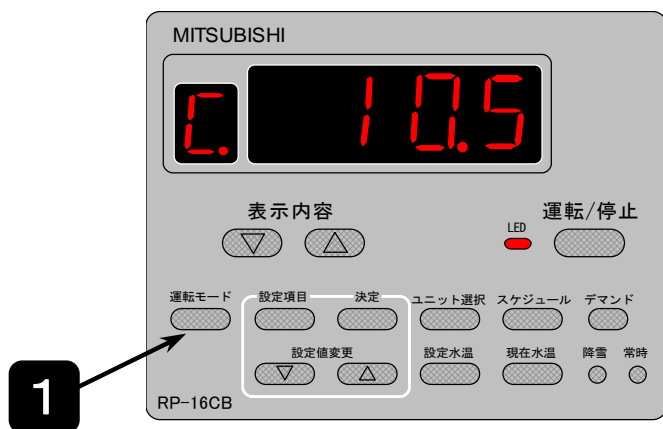 MITSUBISHI
C. 10.5
表示内容
運転/停止
LED
運転モード
設定項目
決定
ユニット選択
スケジュール
デマンド
設定値変更
設定水温
現在水温
降雪
常時
1
RP-16CB